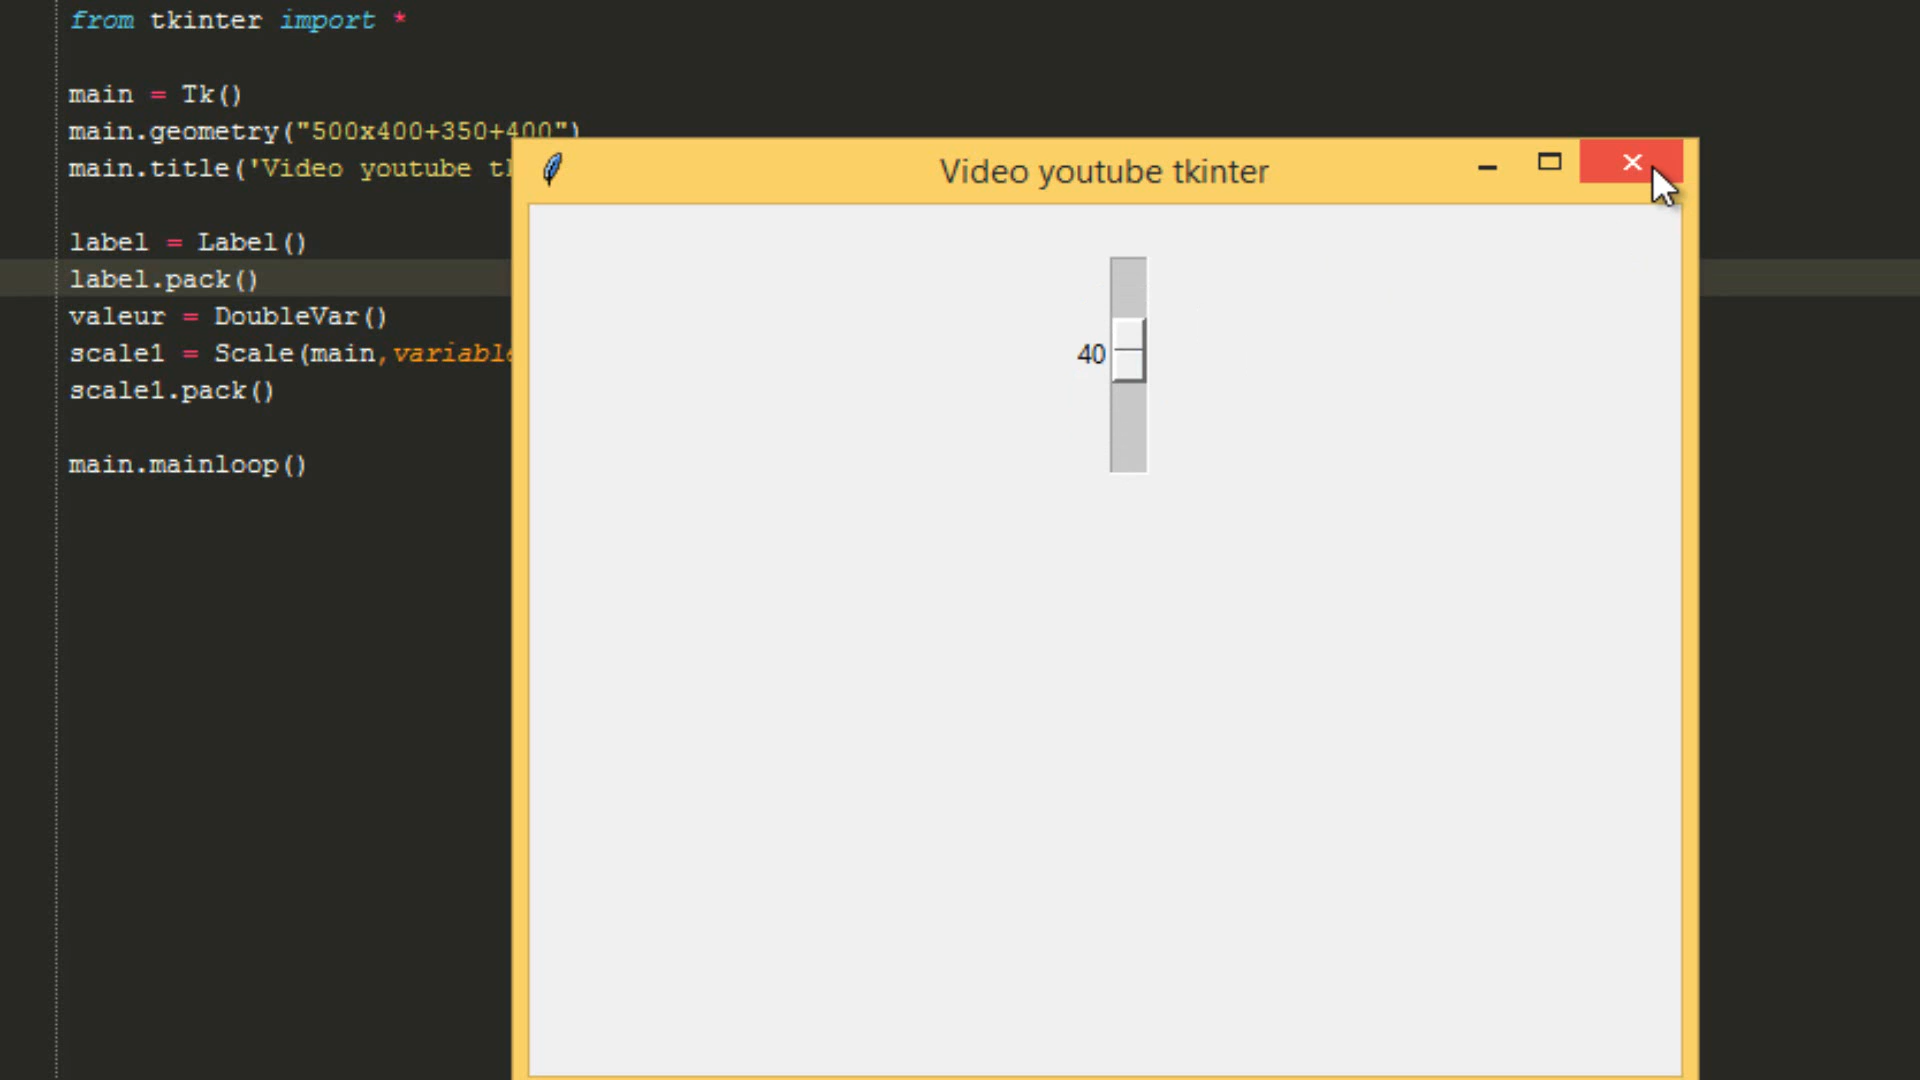 from tkinter import *
main = Tk()
main.geometry("500x400+350+400")
main.title('Video youtube
label = Label()
label.pack()
valeur = DoubleVar()
scale1 = Scale(main,
scale1.pack()
main.mainloop()
Video youtube tkinter
40